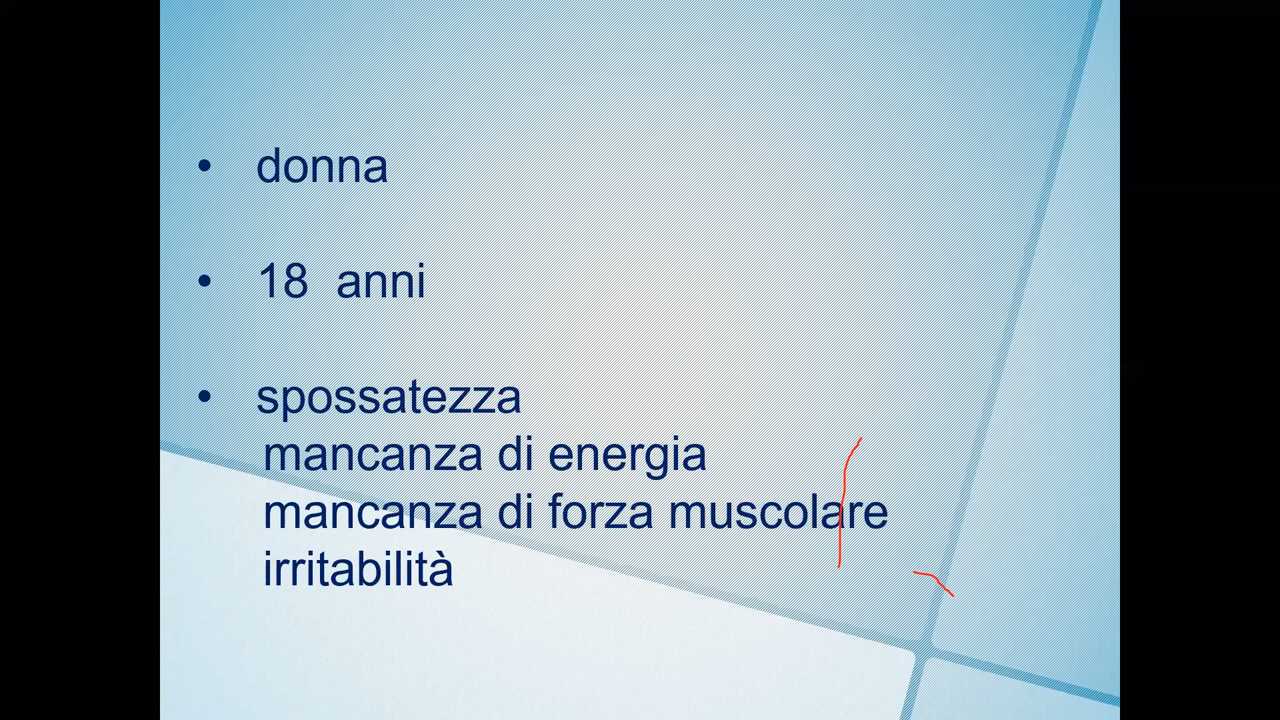 • donna
• 18 anni
• spossatezza
mancanza di energia
mancanza di forza muscolare
irritabilità